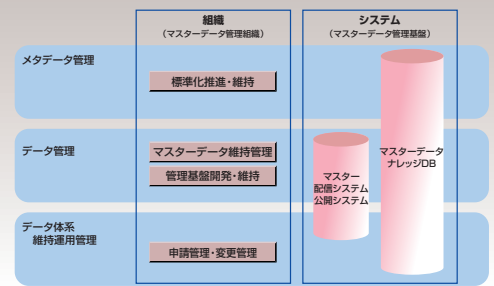 組織
(マスターデータ管理組織)
システム
(マスターデータ管理基盤)
メタデータ管理
標準化推進・維持
データ管理
マスターデータ維持管理
管理基盤開発・維持
マスター
配信システム
公開システム
マスターデータ
ナレッジDB
データ体系
維持運用管理
申請管理・変更管理